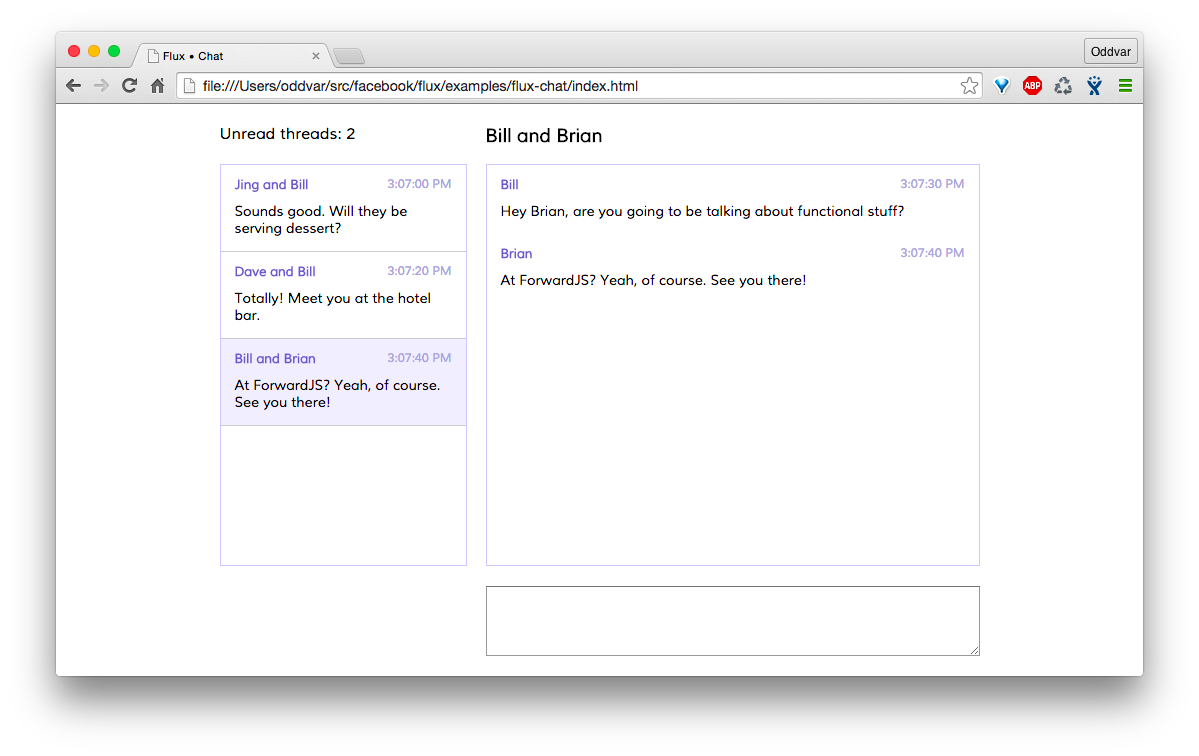 Flux • Chat
Oddvar
file:///Users/oddvar/src/facebook/flux/examples/flux-chat/index.html
ABP
Unread threads: 2
Bill and Brian
Jing and Bill 3:07:00 PM
Sounds good. Will they be
serving dessert?
Dave and Bill 3:07:20 PM
Totally! Meet you at the hotel
bar.
Bill and Brian 3:07:40 PM
At ForwardJS? Yeah, of course.
See you there!
Bill 3:07:30 PM
Hey Brian, are you going to be talking about functional stuff?
Brian 3:07:40 PM
At ForwardJS? Yeah, of course. See you there!